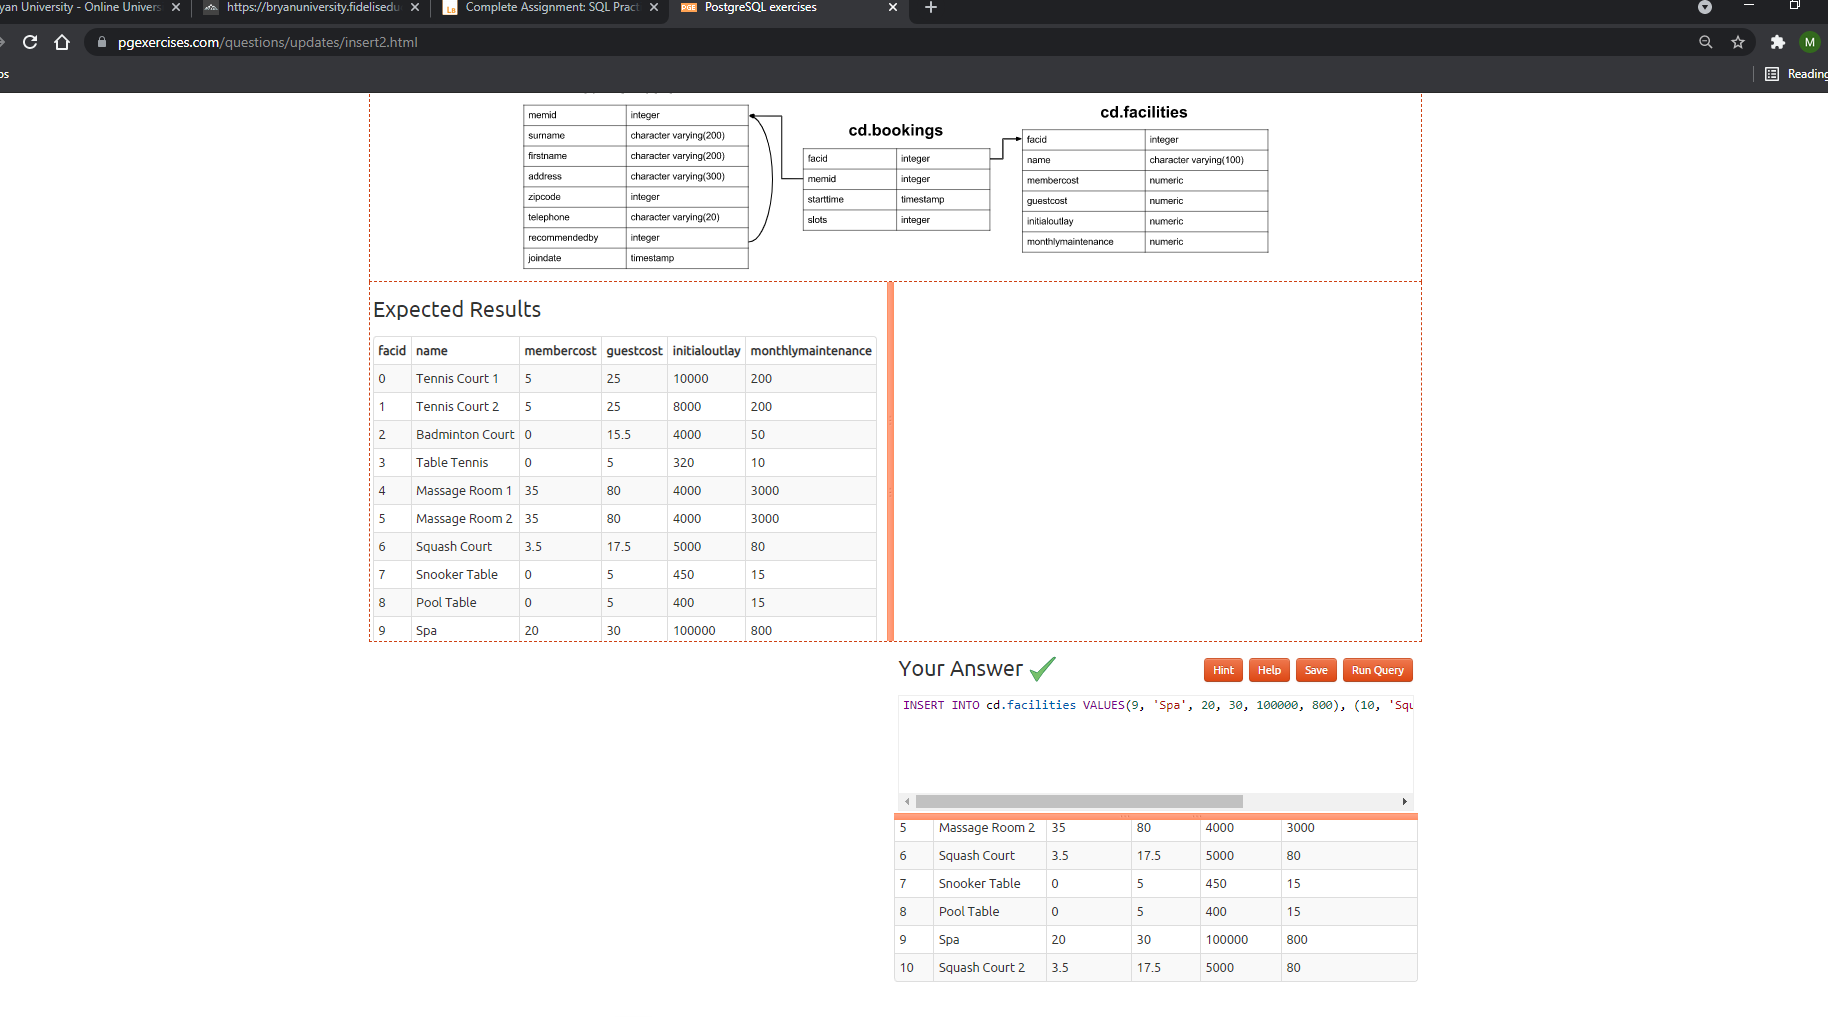 yan University - Online Univers
https://bryanuniversity.fidelisedu
Complete Assignment: SQL Pract
PGE PostgreSQL exercises
pgexercises.com/questions/updates/insert2.html
M
os
Reading
memid integer
surname character varying(200)
firstname character varying(200)
address character varying(300)
zipcode integer
telephone character varying(20)
recommendedby integer
joindate timestamp
cd.bookings
facid integer
memid integer
starttime timestamp
slots integer
cd.facilities
facid integer
name character varying(100)
membercost numeric
guestcost numeric
initialoutlay numeric
monthlymaintenance numeric
Expected Results
facid name membercost guestcost initialoutlay monthlymaintenance
0 Tennis Court 1 5 25 10000 200
1 Tennis Court 2 5 25 8000 200
2 Badminton Court 0 15.5 4000 50
3 Table Tennis 0 5 320 10
4 Massage Room 1 35 80 4000 3000
5 Massage Room 2 35 80 4000 3000
6 Squash Court 3.5 17.5 5000 80
7 Snooker Table 0 5 450 15
8 Pool Table 0 5 400 15
9 Spa 20 30 100000 800
Your Answer
Hint Help Save Run Query
INSERT INTO cd.facilities VALUES(9, 'Spa', 20, 30, 100000, 800), (10, 'Squ
5 Massage Room 2 35 80 4000 3000
6 Squash Court 3.5 17.5 5000 80
7 Snooker Table 0 5 450 15
8 Pool Table 0 5 400 15
9 Spa 20 30 100000 800
10 Squash Court 2 3.5 17.5 5000 80